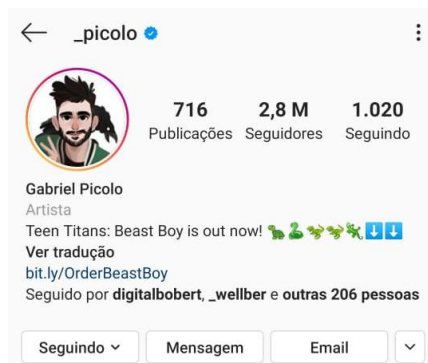 _picolo
716 2,8 M 1.020
Publicações Seguidores Seguindo
Gabriel Picolo
Artista
Teen Titans: Beast Boy is out now! 🦕🐍🦖🦖🦎⬇️⬇️
Ver tradução
bit.ly/OrderBeastBoy
Seguido por digitalbobert, _wellber e outras 206 pessoas
Seguindo Mensagem Email